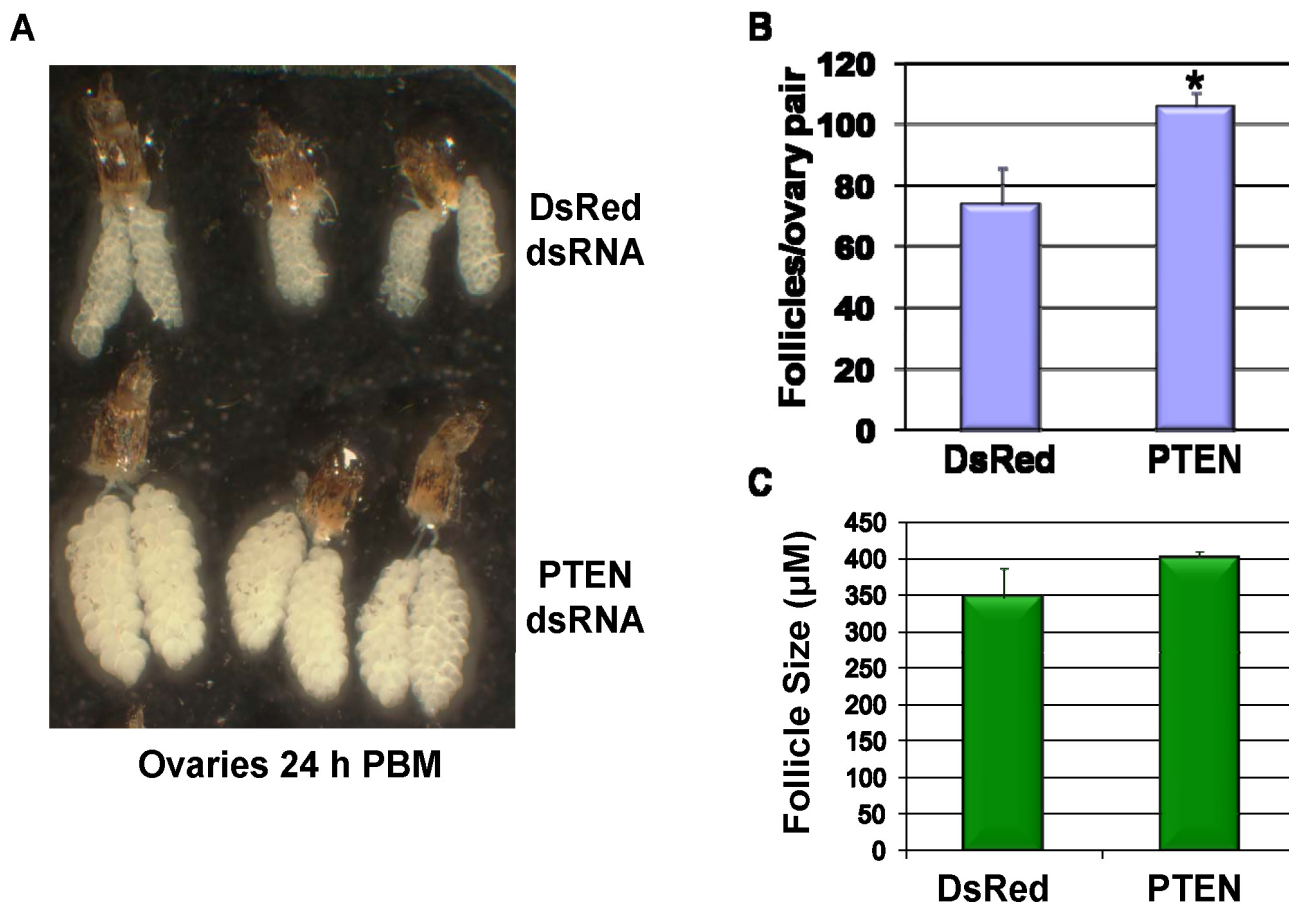 A
DsRed
dsRNA
PTEN
dsRNA
Ovaries 24 h PBM
B
Follicles/ovary pair
120
100
80
60
40
20
0
*
DsRed
PTEN
C
Follicle Size (μM)
450
400
350
300
250
200
150
100
50
0
DsRed
PTEN